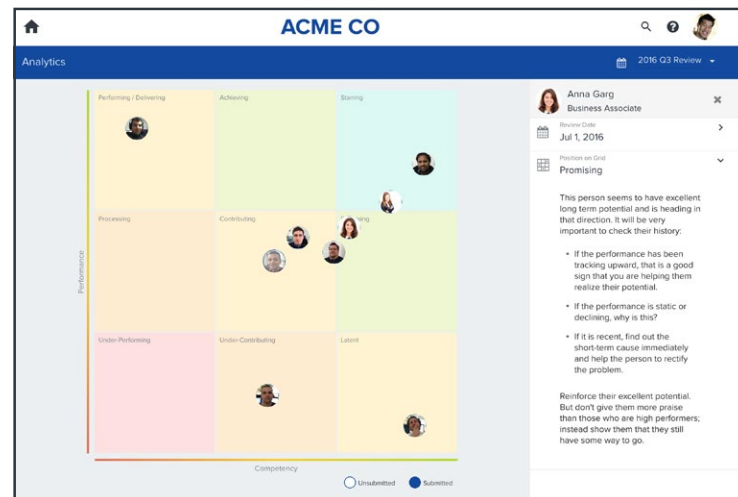 ACME CO
Analytics
2016 Q3 Review
Performing / Delivering
Achieving
Starring
Processing
Contributing
Under-Performing
Under-Contributing
Latent
Performance
Competency
Unsubmitted
Submitted
Anna Garg
Business Associate
Review Date
Jul 1, 2016
Position on Grid
Promising
This person seems to have excellent
long term potential and is heading in
that direction. It will be very
important to check their history:
• If the performance has been
tracking upward, that is a good
sign that you are helping them
realize their potential.
• If the performance is static or
declining, why is this?
• If it is recent, find out the
short-term cause immediately
and help the person to rectify
the problem.
Reinforce their excellent potential.
But don't give them more praise
than those who are high performers;
instead show them that they still
have some way to go.